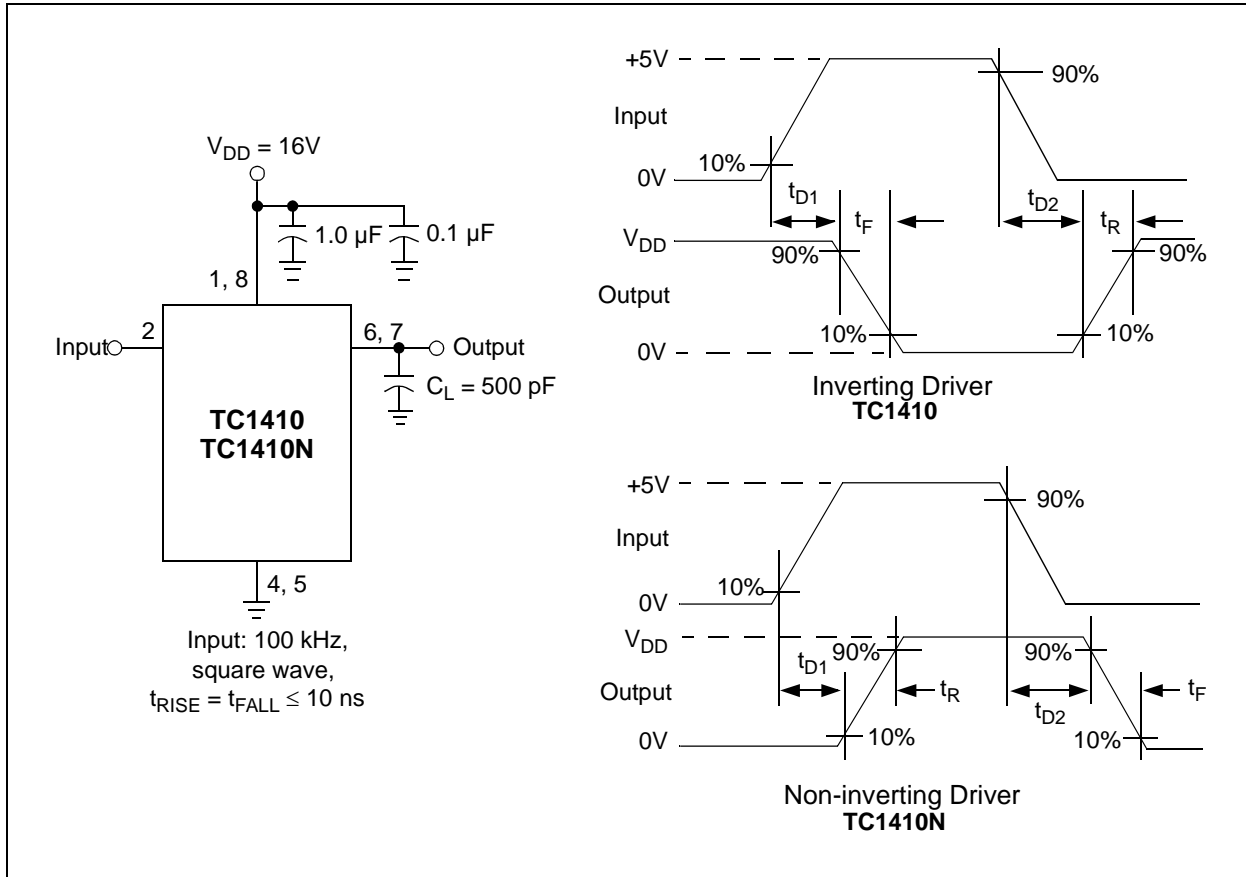 V_DD = 16V
1.0 µF
0.1 µF
1, 8
Input
2
6, 7
Output
C_L = 500 pF
TC1410
TC1410N
4, 5
Input: 100 kHz,
square wave,
t_RISE = t_FALL ≤ 10 ns
+5V
90%
Input
10%
0V
t_D1
t_F
t_D2
t_R
V_DD
90%
90%
Output
10%
10%
0V
Inverting Driver
TC1410
+5V
90%
Input
10%
0V
V_DD
t_D1
90%
90%
Output
t_R
t_D2
t_F
0V
10%
10%
Non-inverting Driver
TC1410N